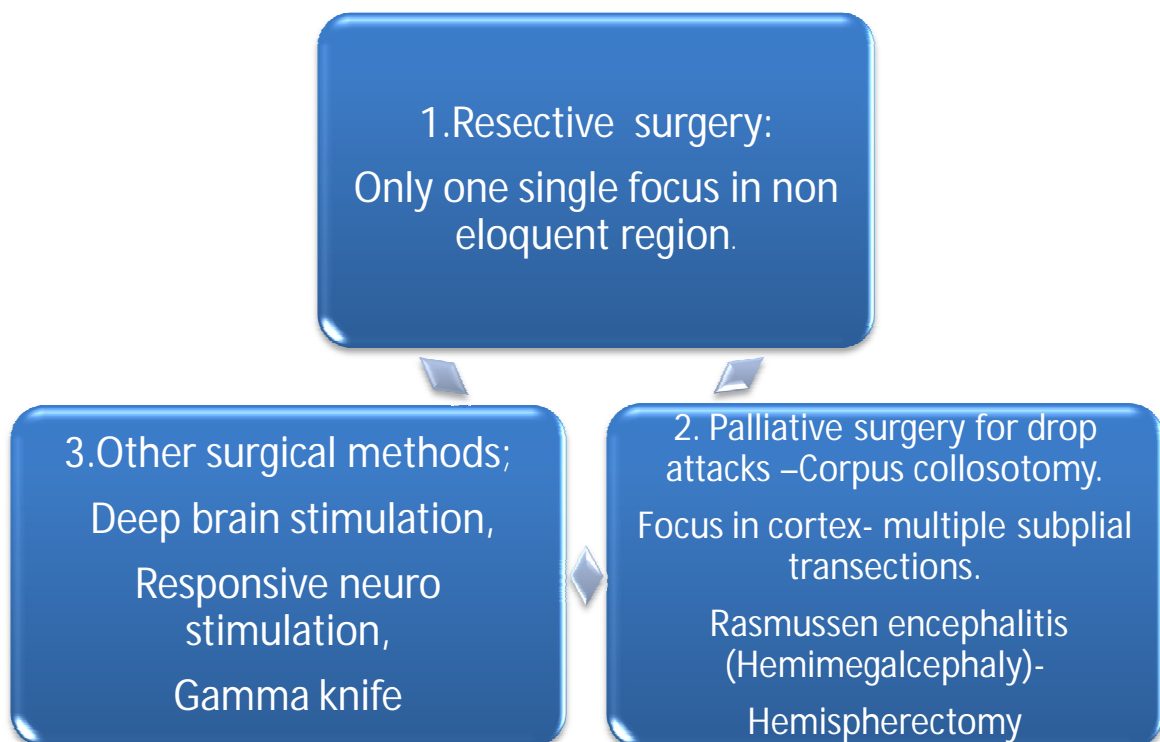 1.Resective surgery:
Only one single focus in non
eloquent region.
3.Other surgical methods;
Deep brain stimulation,
Responsive neuro
stimulation,
Gamma knife
2. Palliative surgery for drop
attacks –Corpus collosotomy.
Focus in cortex- multiple subplial
transections.
Rasmussen encephalitis
(Hemimegalcephaly)-
Hemispherectomy